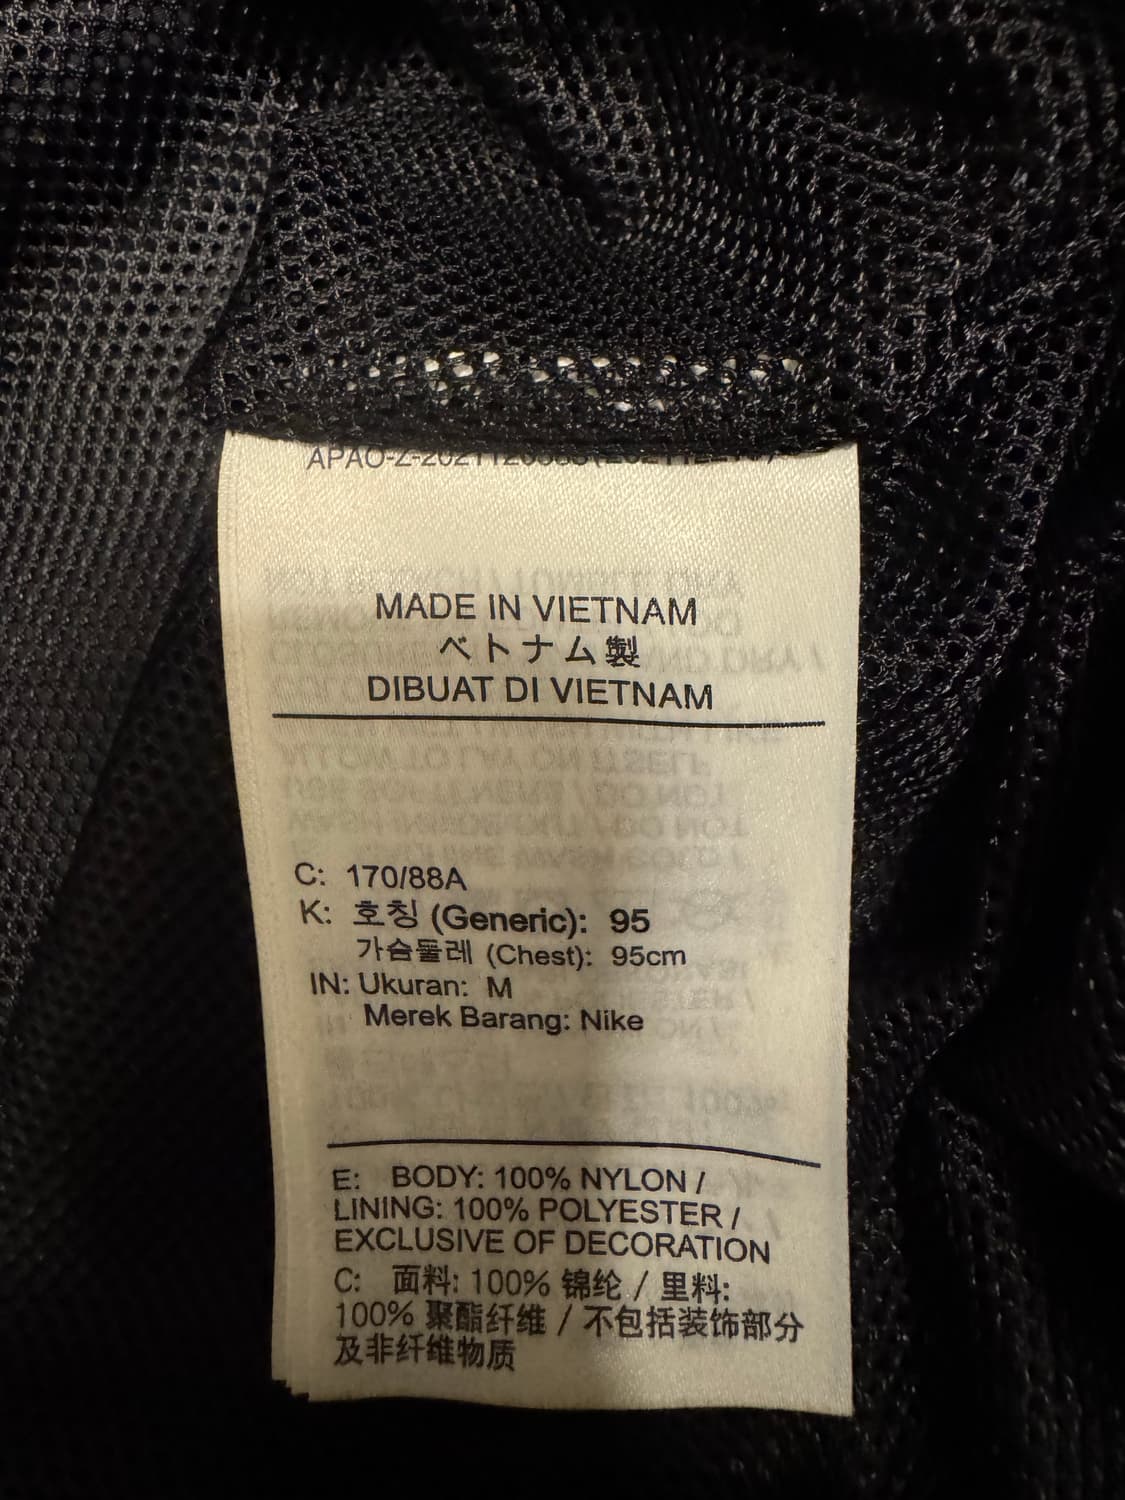 MADE IN VIETNAM
ベトナム製
DIBUAT DI VIETNAM
C: 170/88A
K: 호칭 (Generic): 95
가슴둘레 (Chest): 95cm
IN: Ukuran: M
Merek Barang: Nike
E: BODY: 100% NYLON /
LINING: 100% POLYESTER /
EXCLUSIVE OF DECORATION
C: 面料: 100% 锦纶 / 里料:
100% 聚酯纤维 / 不包括装饰部分
及非纤维物质